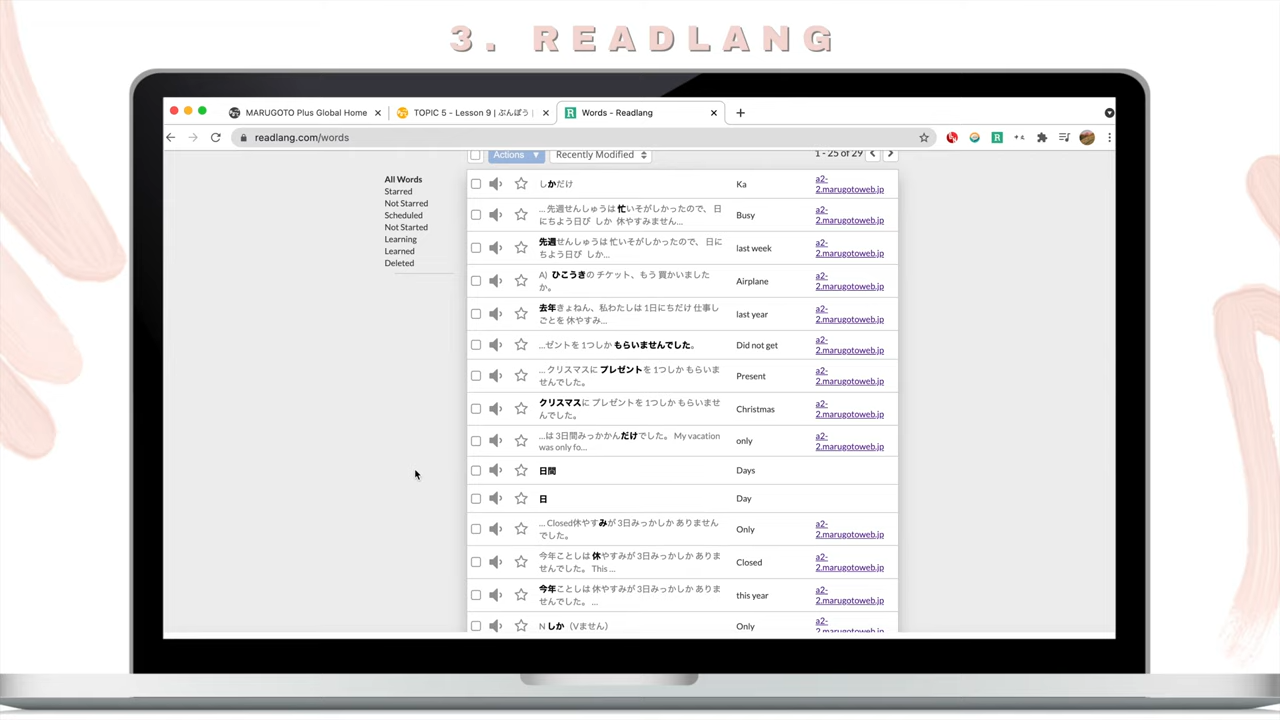 3. READLANG
MARUGOTO Plus Global Home
TOPIC 5 - Lesson 9 | ぶんぽう |
Words - Readlang
readlang.com/words
Actions
Recently Modified
1 - 25 of 29
All Words
Starred
Not Starred
Scheduled
Not Started
Learning
Learned
Deleted
しかだけ
Ka
a2-
2.marugotoweb.jp
... 先週せんしゅうは 忙いそがしかったので、 日
にちよう日び しか 休やすみません...
Busy
a2-
2.marugotoweb.jp
先週せんしゅうは 忙いそがしかったので、 日に
ちよう日び しか...
last week
a2-
2.marugotoweb.jp
A) ひこうきの チケット、もう 買かいました
か。
Airplane
a2-
2.marugotoweb.jp
去年きょねん、私わたしは 1日にちだけ 仕事し
ごとを 休やすみ...
last year
a2-
2.marugotoweb.jp
...ゼントを 1つしか もらいませんでした。
Did not get
a2-
2.marugotoweb.jp
... クリスマスに プレゼントを 1つしか もらいま
せんでした。
Present
a2-
2.marugotoweb.jp
クリスマスに プレゼントを 1つしか もらいませ
んでした。
Christmas
a2-
2.marugotoweb.jp
...は 3日間みっかかんだけでした。 My vacation
was only fo...
only
a2-
2.marugotoweb.jp
日間
Days
日
Day
... Closed休やすみが 3日みっかしか ありません
でした。
Only
a2-
2.marugotoweb.jp
今年ことしは 休やすみが 3日みっかしか ありま
せんでした。 This ...
Closed
a2-
2.marugotoweb.jp
今年ことしは 休やすみが 3日みっかしか ありま
せんでした。 ...
this year
a2-
2.marugotoweb.jp
N しか（Vません）
Only
a2-
2.marugotoweb.jp